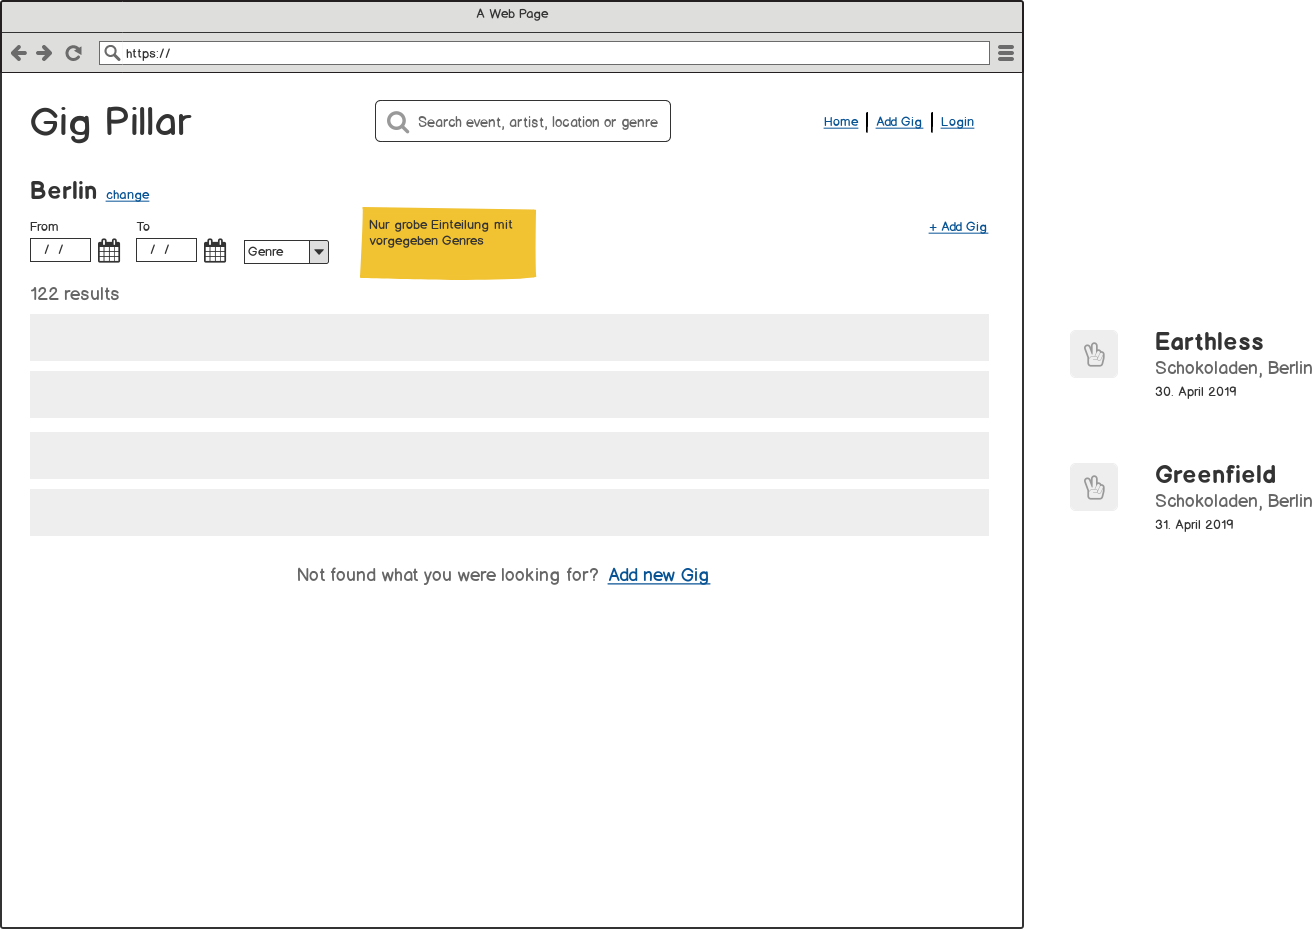 A Web Page
https://
Gig Pillar
Search event, artist, location or genre
Home
Add Gig
Login
Berlin change
From
To
/ /
/ /
Genre
Nur grobe Einteilung mit
vorgegeben Genres
+ Add Gig
122 results
Not found what you were looking for? Add new Gig
Earthless
Schokoladen, Berlin
30. April 2019
Greenfield
Schokoladen, Berlin
31. April 2019